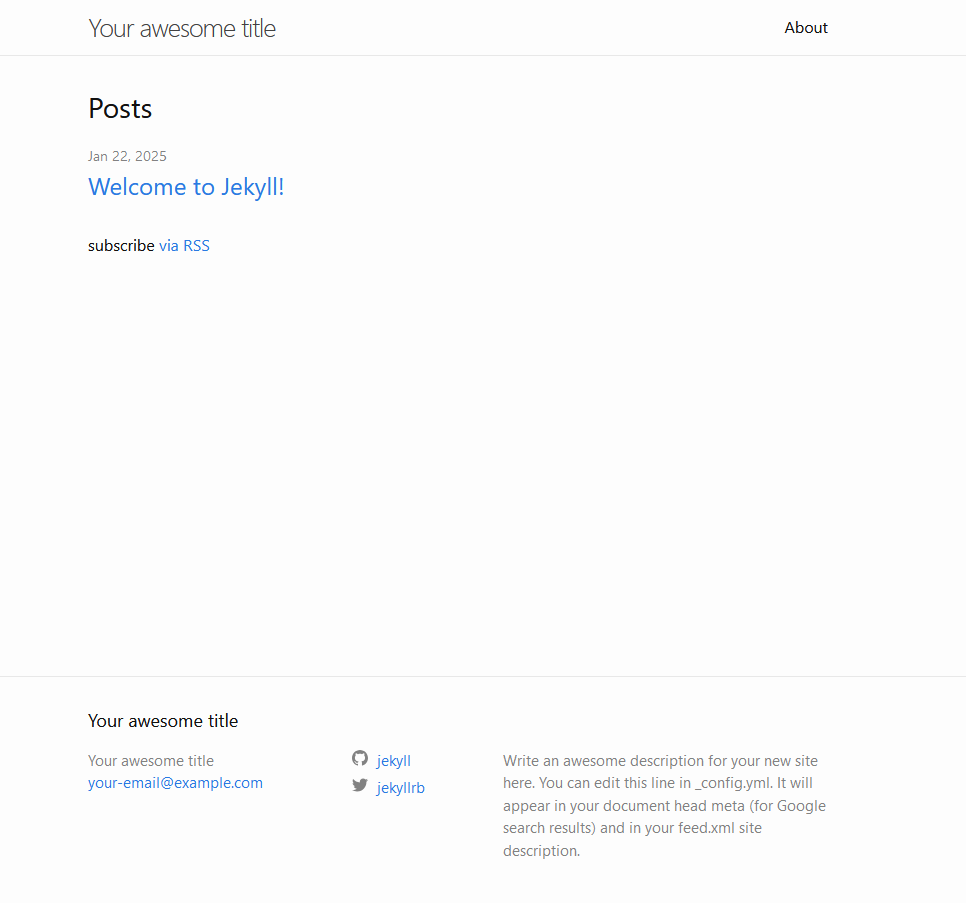 Your awesome title
About
Posts
Jan 22, 2025
Welcome to Jekyll!
subscribe via RSS
Your awesome title
Your awesome title
your-email@example.com
jekyll
jekyllrb
Write an awesome description for your new site
here. You can edit this line in _config.yml. It will
appear in your document head meta (for Google
search results) and in your feed.xml site
description.